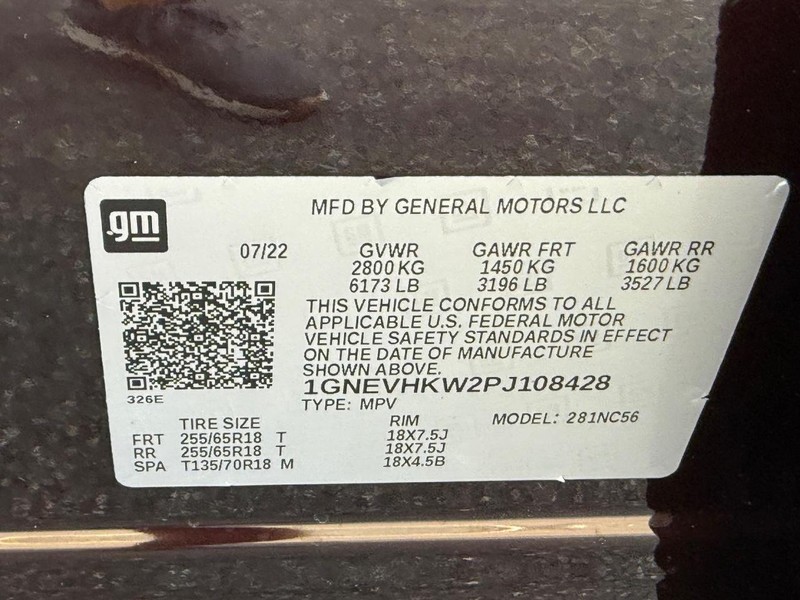 gm
MFD BY GENERAL MOTORS LLC
07/22 GVWR GAWR FRT GAWR RR
2800 KG 1450 KG 1600 KG
6173 LB 3196 LB 3527 LB
THIS VEHICLE CONFORMS TO ALL
APPLICABLE U.S. FEDERAL MOTOR
VEHICLE SAFETY STANDARDS IN EFFECT
ON THE DATE OF MANUFACTURE
SHOWN ABOVE.
326E
1GNEVHKW2PJ108428
TYPE: MPV
TIRE SIZE RIM MODEL: 281NC56
FRT 255/65R18 T 18X7.5J
RR 255/65R18 T 18X7.5J
SPA T135/70R18 M 18X4.5B